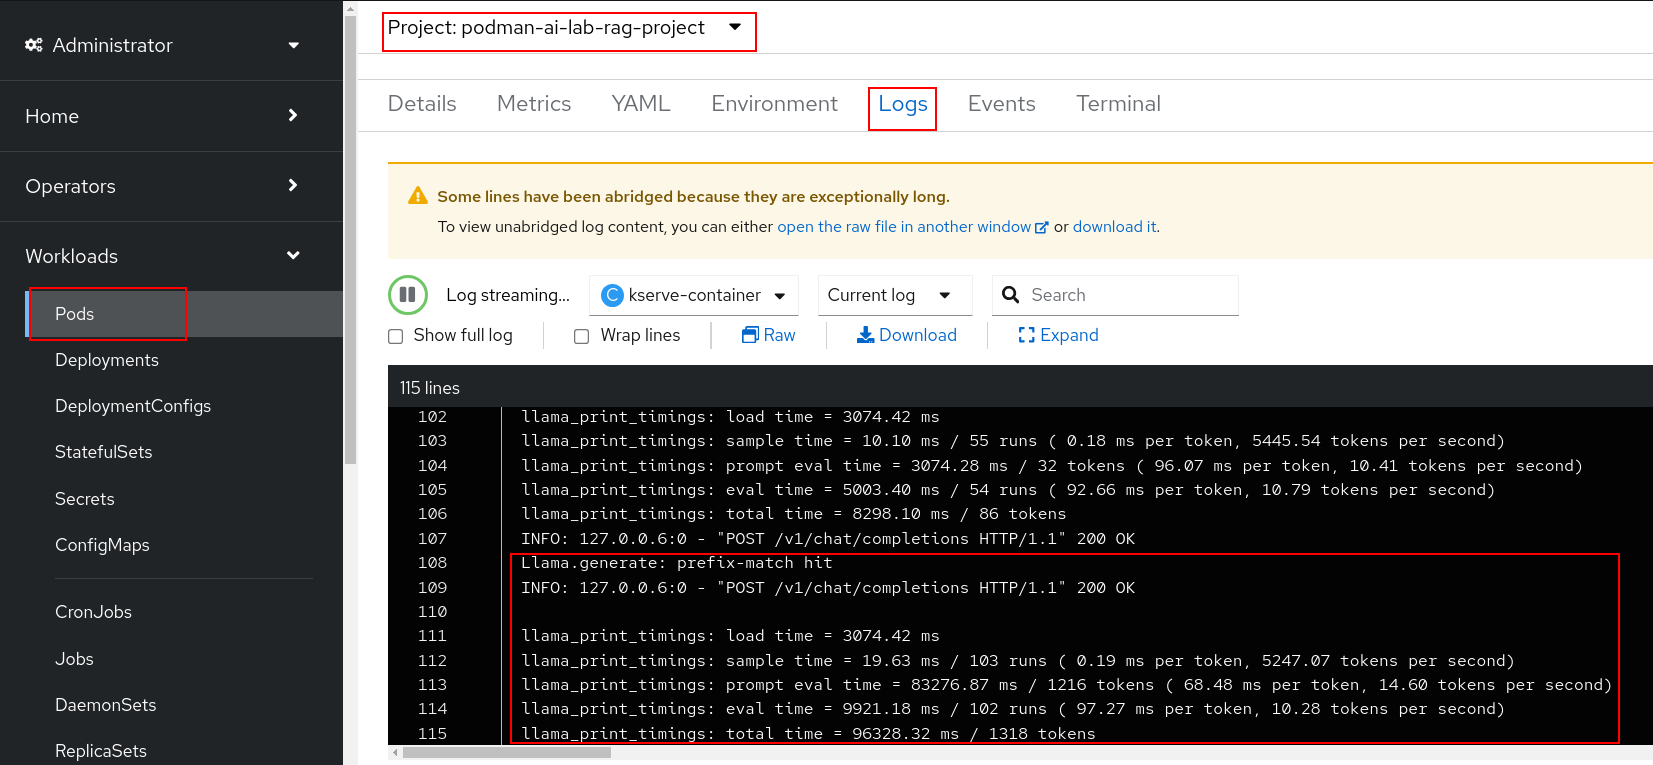 Administrator
Home
Operators
Workloads
Pods
Deployments
DeploymentConfigs
StatefulSets
Secrets
ConfigMaps
CronJobs
Jobs
DaemonSets
ReplicaSets
Project: podman-ai-lab-rag-project
Details Metrics YAML Environment Logs Events Terminal
Some lines have been abridged because they are exceptionally long.
To view unabridged log content, you can either open the raw file in another window or download it.
Log streaming... C kserve-container Current log Search
Show full log Wrap lines Raw Download Expand
115 lines
102 llama_print_timings: load time = 3074.42 ms
103 llama_print_timings: sample time = 10.10 ms / 55 runs ( 0.18 ms per token, 5445.54 tokens per second)
104 llama_print_timings: prompt eval time = 3074.28 ms / 32 tokens ( 96.07 ms per token, 10.41 tokens per second)
105 llama_print_timings: eval time = 5003.40 ms / 54 runs ( 92.66 ms per token, 10.79 tokens per second)
106 llama_print_timings: total time = 8298.10 ms / 86 tokens
107 INFO: 127.0.0.6:0 - "POST /v1/chat/completions HTTP/1.1" 200 OK
108 Llama.generate: prefix-match hit
109 INFO: 127.0.0.6:0 - "POST /v1/chat/completions HTTP/1.1" 200 OK
110
111 llama_print_timings: load time = 3074.42 ms
112 llama_print_timings: sample time = 19.63 ms / 103 runs ( 0.19 ms per token, 5247.07 tokens per second)
113 llama_print_timings: prompt eval time = 83276.87 ms / 1216 tokens ( 68.48 ms per token, 14.60 tokens per second)
114 llama_print_timings: eval time = 9921.18 ms / 102 runs ( 97.27 ms per token, 10.28 tokens per second)
115 llama_print_timings: total time = 96328.32 ms / 1318 tokens